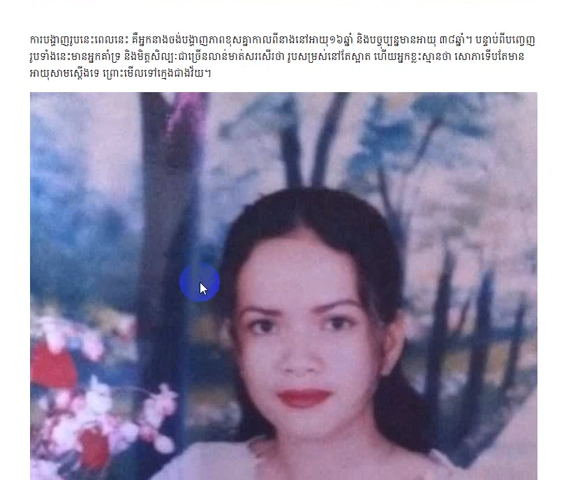 ការបង្ហាញរូបនេះពេលនេះ គឺអ្នកនាងចង់បង្ហាញភាពខុសគ្នាកាលពីនាងនៅអាយុ១៦ឆ្នាំ និងបច្ចុប្បន្នមានអាយុ ៣៨ឆ្នាំ។ បន្ទាប់ពីបញ្ចេញ
រូបទាំងនេះមានអ្នកគាំទ្រ និងមិត្តសិល្បៈជាច្រើនលាន់មាត់សរសើរថា រូបសម្រស់នៅតែស្អាត ហើយអ្នកខ្លះស្មានថា សោភាទើបតែមាន
អាយុសាមស្តើងទេ ព្រោះមើលទៅក្មេងជាងវ័យ។